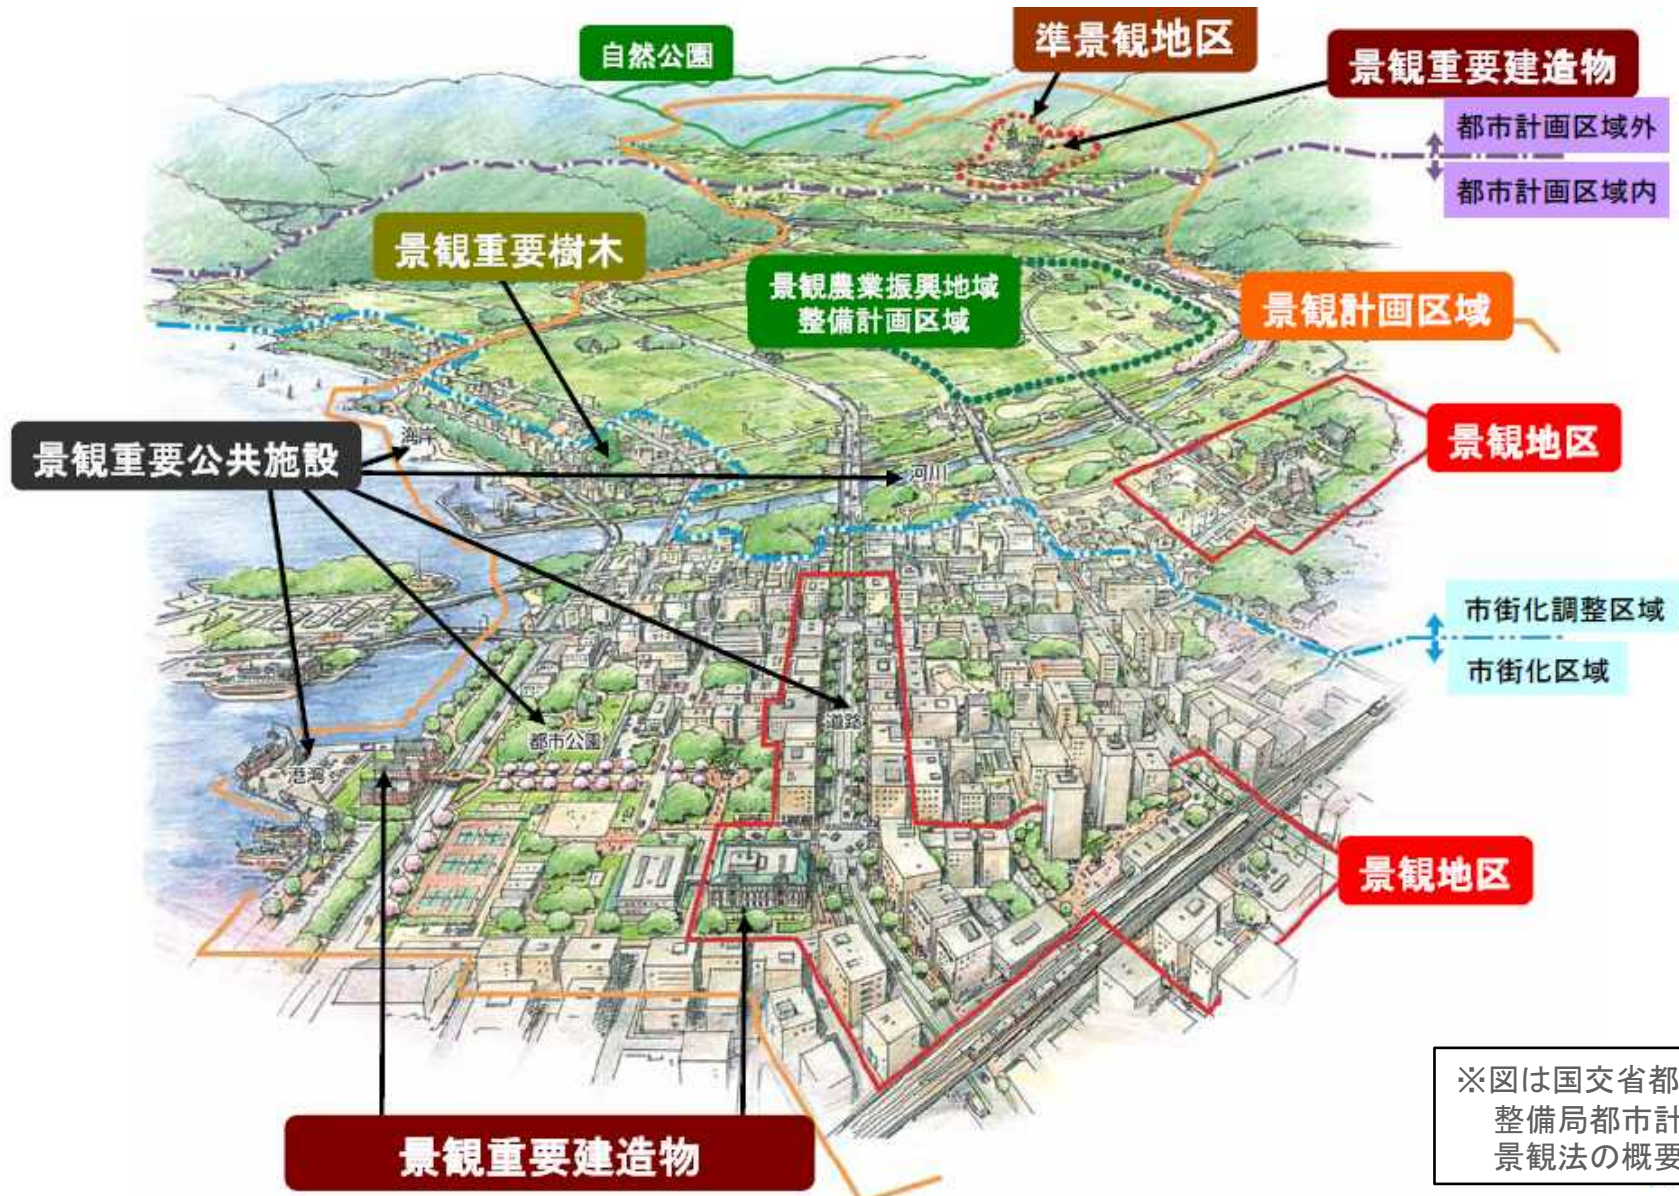 自然公園
準景観地区
景観重要建造物
都市計画区域外
都市計画区域内
景観重要樹木
景観農業振興地域
整備計画区域
景観計画区域
景観地区
海岸
景観重要公共施設
河川
市街化調整区域
市街化区域
道路
都市公園
港湾
景観地区
景観重要建造物
※図は国交省都
整備局都市計
景観法の概要